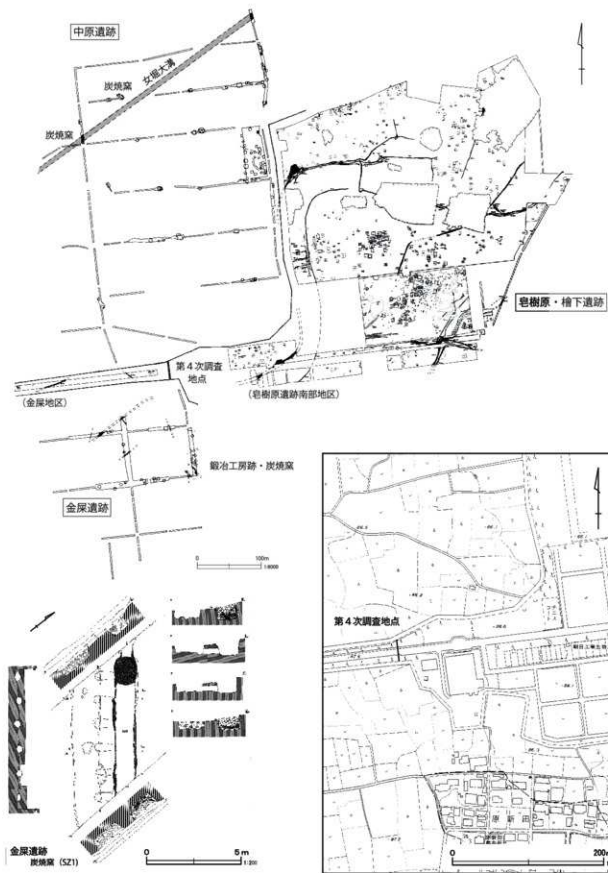 中原遺跡
女堀大溝
炭焼窯
炭焼窯
皀樹原・檜下遺跡
第4次調査
地点
(金屎地区)
(皀樹原遺跡南部地区)
鍛冶工房跡・炭焼窯
金屎遺跡
0 100m
第4次調査地点
原新田
金屎遺跡
炭焼窯 (SZ1)
0 5m
1:200
0 200m